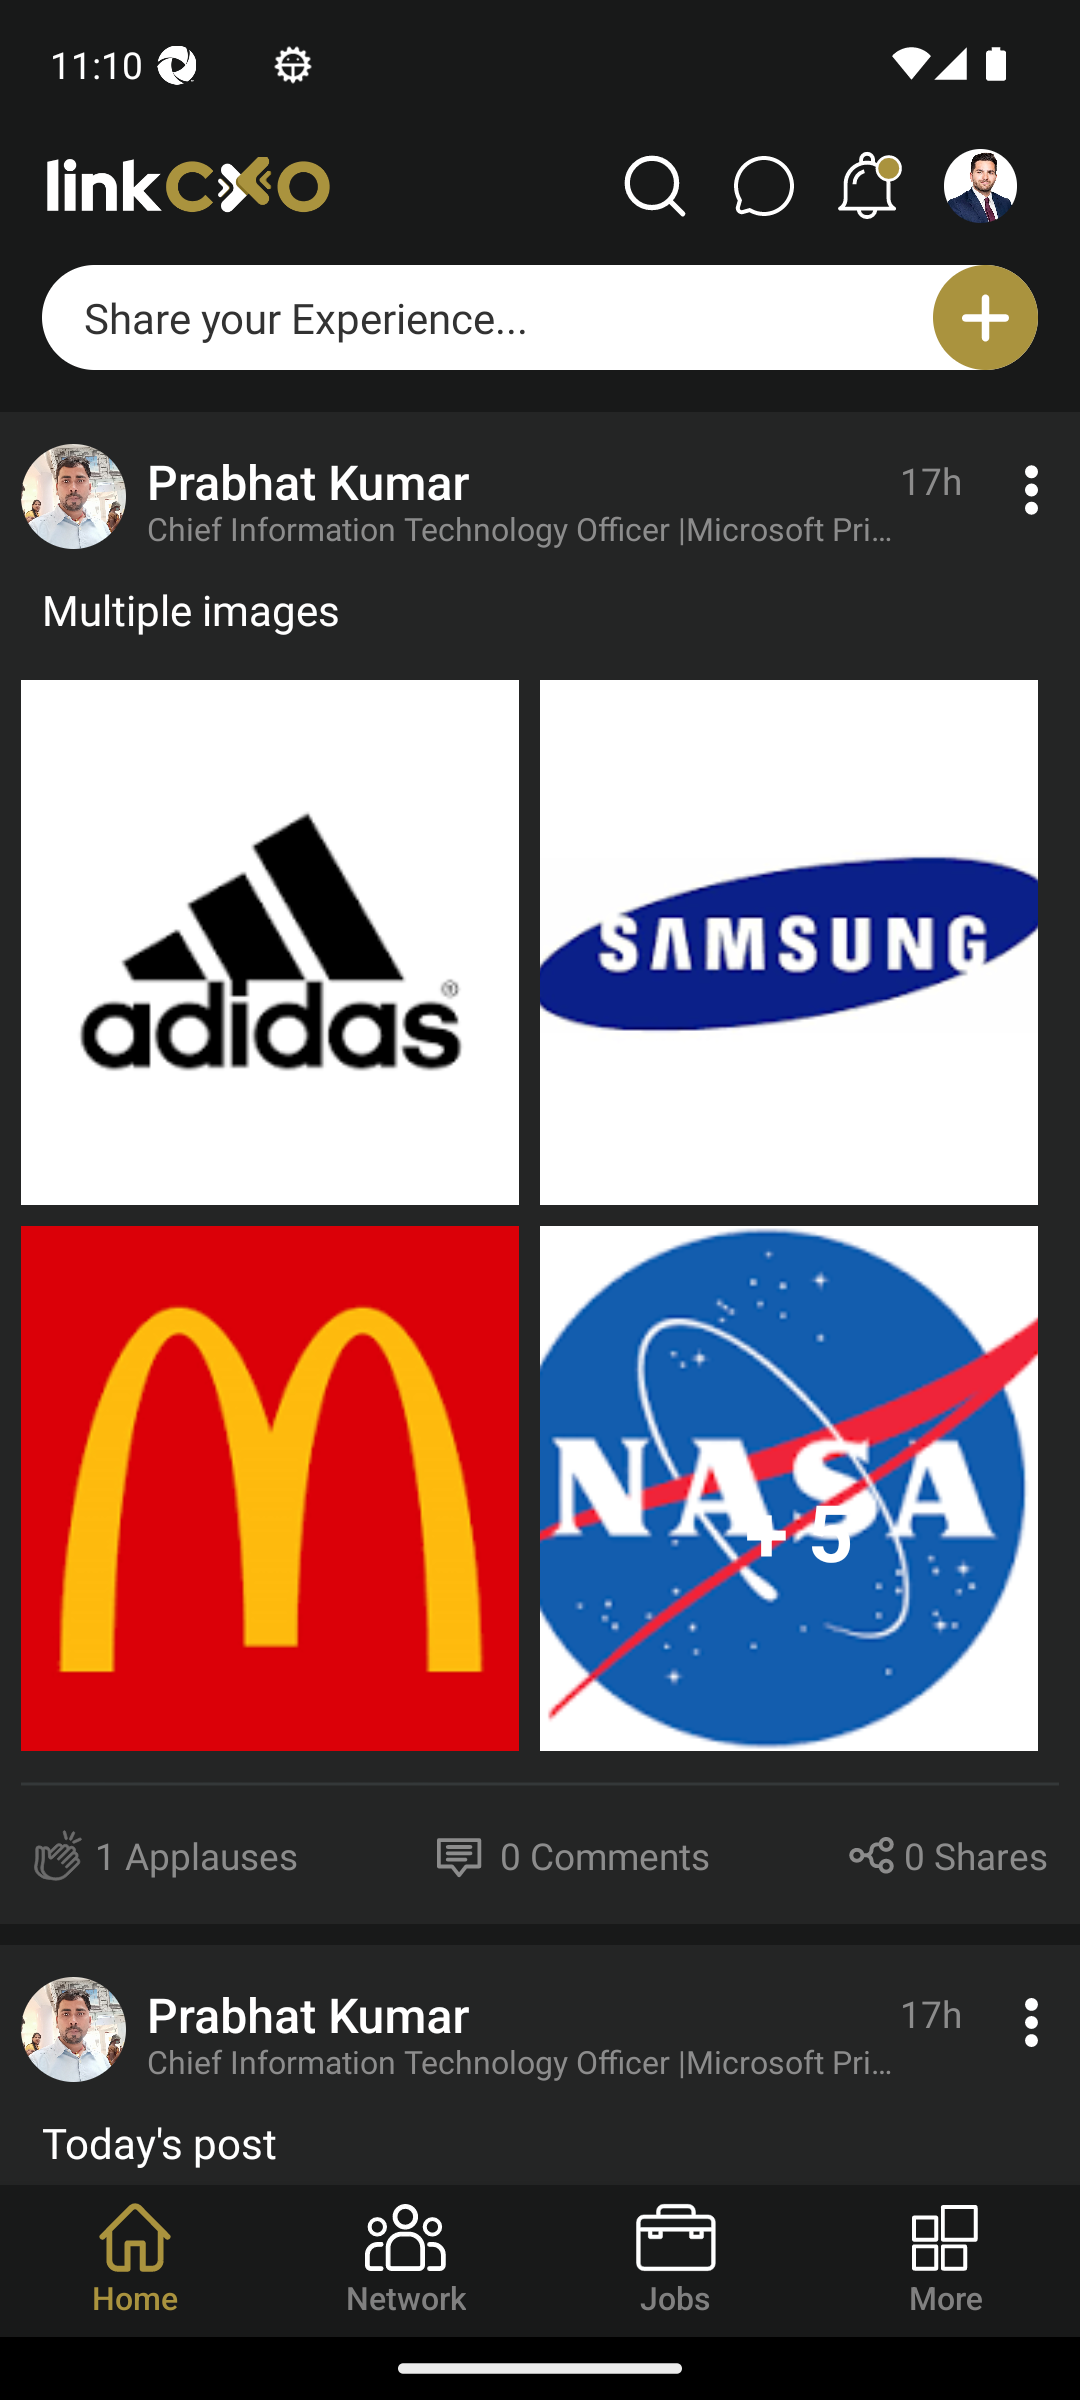 11:10
linkCXO
Share your Experience...
Prabhat Kumar
17h
Chief Information Technology Officer |Microsoft Pri...
Multiple images
adidas®
SAMSUNG
NASA
+ 5
1 Applauses
0 Comments
0 Shares
Prabhat Kumar
17h
Chief Information Technology Officer |Microsoft Pri...
Today's post
Home
Network
Jobs
More